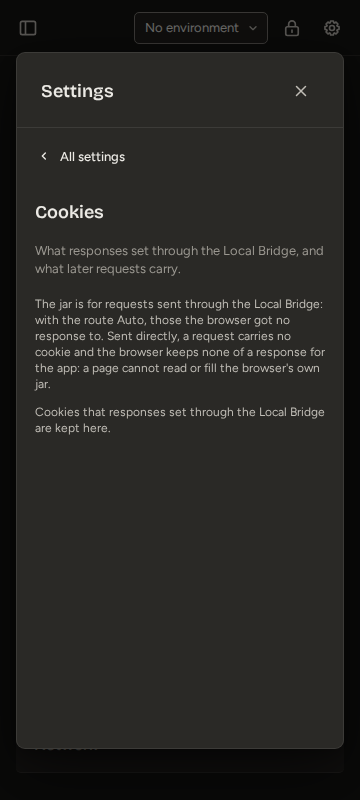 No environment
Settings
All settings
Cookies
What responses set through the Local Bridge, and
what later requests carry.
The jar is for requests sent through the Local Bridge:
with the route Auto, those the browser got no
response to. Sent directly, a request carries no
cookie and the browser keeps none of a response for
the app: a page cannot read or fill the browser's own
jar.
Cookies that responses set through the Local Bridge
are kept here.